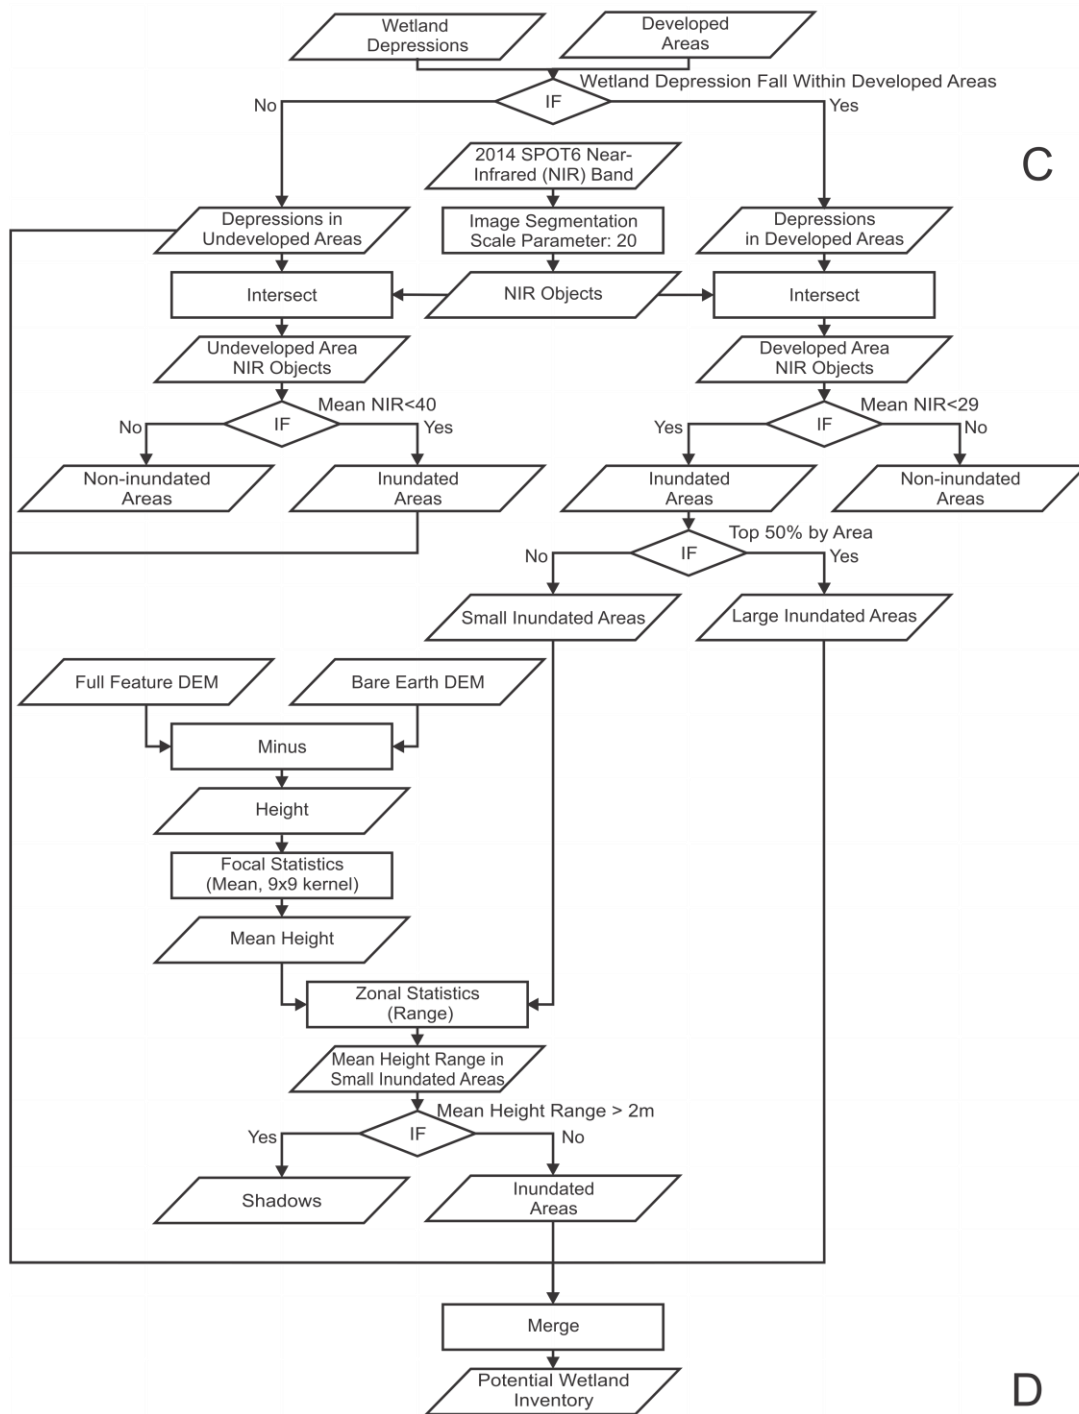 Wetland
Depressions
Developed
Areas
Wetland Depression Fall Within Developed Areas
No
IF
Yes
C
2014 SPOT6 Near-
Infrared (NIR) Band
Depressions in
Undeveloped Areas
Image Segmentation
Scale Parameter: 20
Depressions
in Developed Areas
Intersect
NIR Objects
Intersect
Undeveloped Area
NIR Objects
Developed Area
NIR Objects
Mean NIR<40
No
IF
Yes
Mean NIR<29
Yes
IF
No
Non-inundated
Areas
Inundated
Areas
Inundated
Areas
Non-inundated
Areas
Top 50% by Area
No
IF
Yes
Small Inundated Areas
Large Inundated Areas
Full Feature DEM
Bare Earth DEM
Minus
Height
Focal Statistics
(Mean, 9x9 kernel)
Mean Height
Zonal Statistics
(Range)
Mean Height Range in
Small Inundated Areas
Mean Height Range > 2m
Yes
IF
No
Shadows
Inundated
Areas
Merge
Potential Wetland
Inventory
D